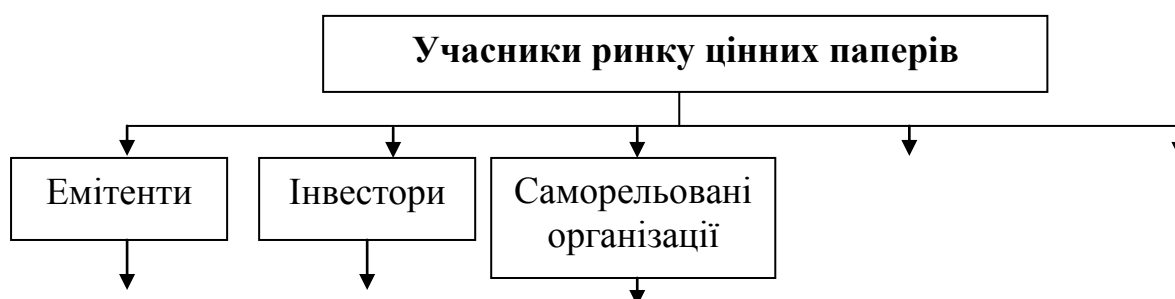 Учасники ринку цінних паперів
Емітенти
Інвестори
Саморельовані
організації